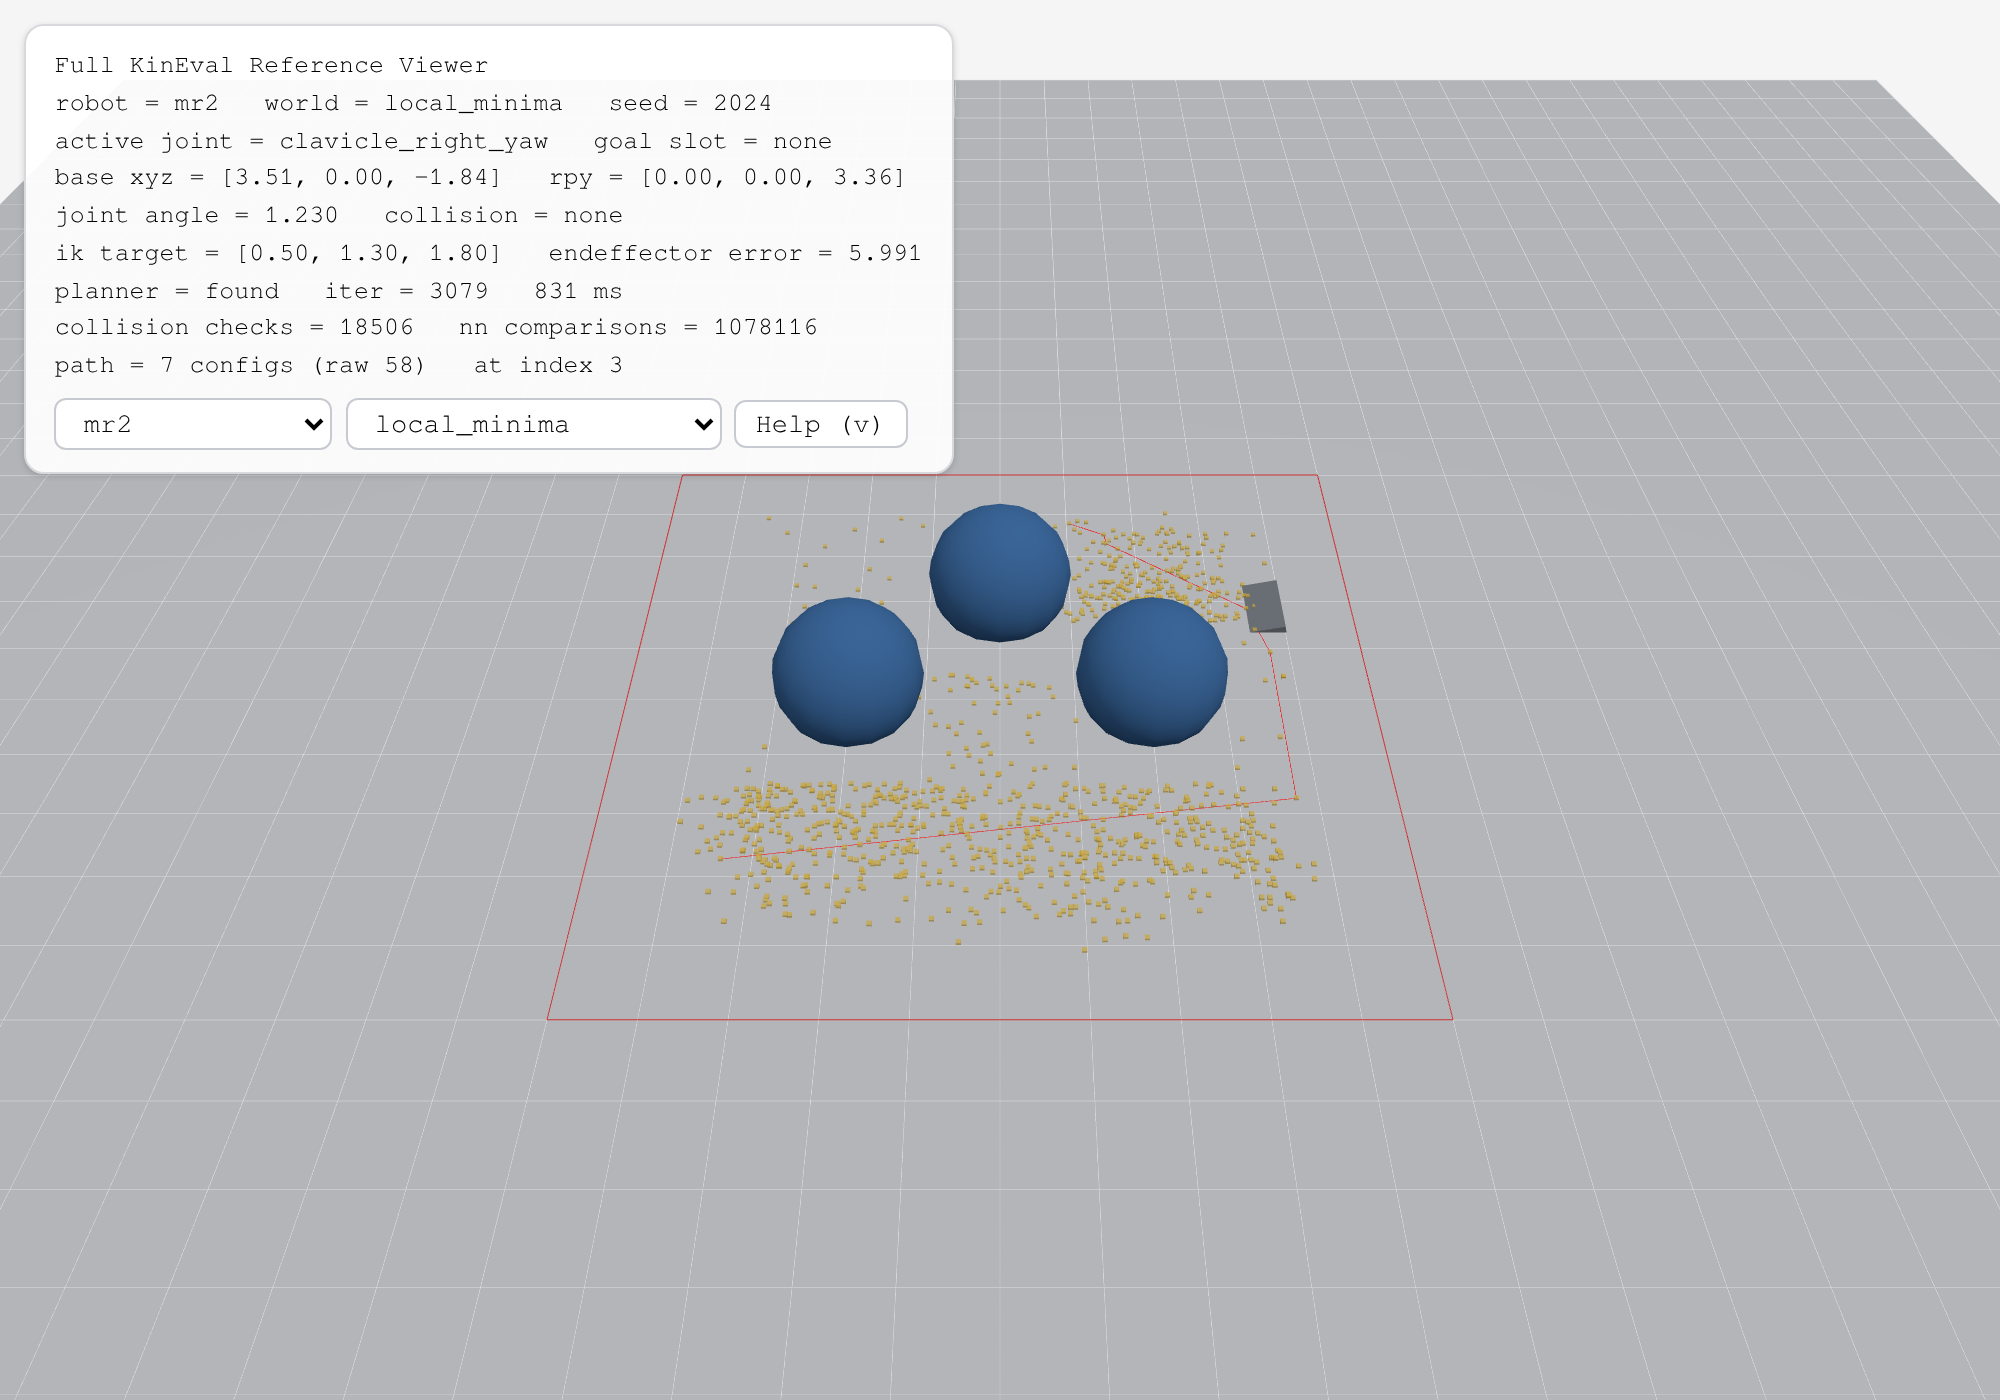 Full KinEval Reference Viewer
robot = mr2   world = local_minima   seed = 2024
active joint = clavicle_right_yaw   goal slot = none
base xyz = [3.51, 0.00, -1.84]   rpy = [0.00, 0.00, 3.36]
joint angle = 1.230   collision = none
ik target = [0.50, 1.30, 1.80]   endeffector error = 5.991
planner = found   iter = 3079   831 ms
collision checks = 18506   nn comparisons = 1078116
path = 7 configs (raw 58)   at index 3
mr2   local_minima   Help (v)